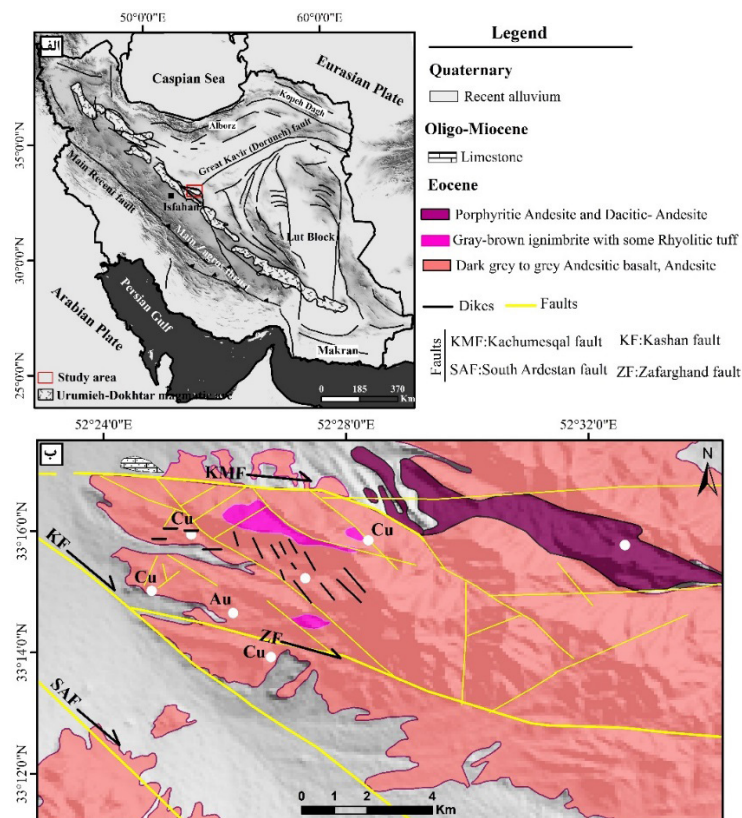 50°0'0"E 60°0'0"E
الف
Caspian Sea
Eurasian Plate
Kopeh Dagh
Alborz
Great Kavir (Doruneh) fault
35°0'0"N
Main Recent fault
Isfahan
Lut Block
Main Zagros thrust
30°0'0"N
Persian Gulf
Arabian Plate
Makran
25°0'0"N
Study area
Urumieh-Dokhtar magmatic arc
0 185 370
Km
Legend
Quaternary
Recent alluvium
Oligo-Miocene
Limestone
Eocene
Porphyritic Andesite and Dacitic- Andesite
Gray-brown ignimbrite with some Rhyolitic tuff
Dark grey to grey Andesitic basalt, Andesite
Dikes Faults
Faults
KMF:Kachumesqal fault KF:Kashan fault
SAF:South Ardestan fault ZF:Zafarghand fault
52°24'0"E 52°28'0"E 52°32'0"E
ب
N
KMF
33°16'0"N
Cu
Cu
KF
Cu
Au
33°14'0"N
ZF
Cu
SAF
33°12'0"N
0 1 2 4
Km